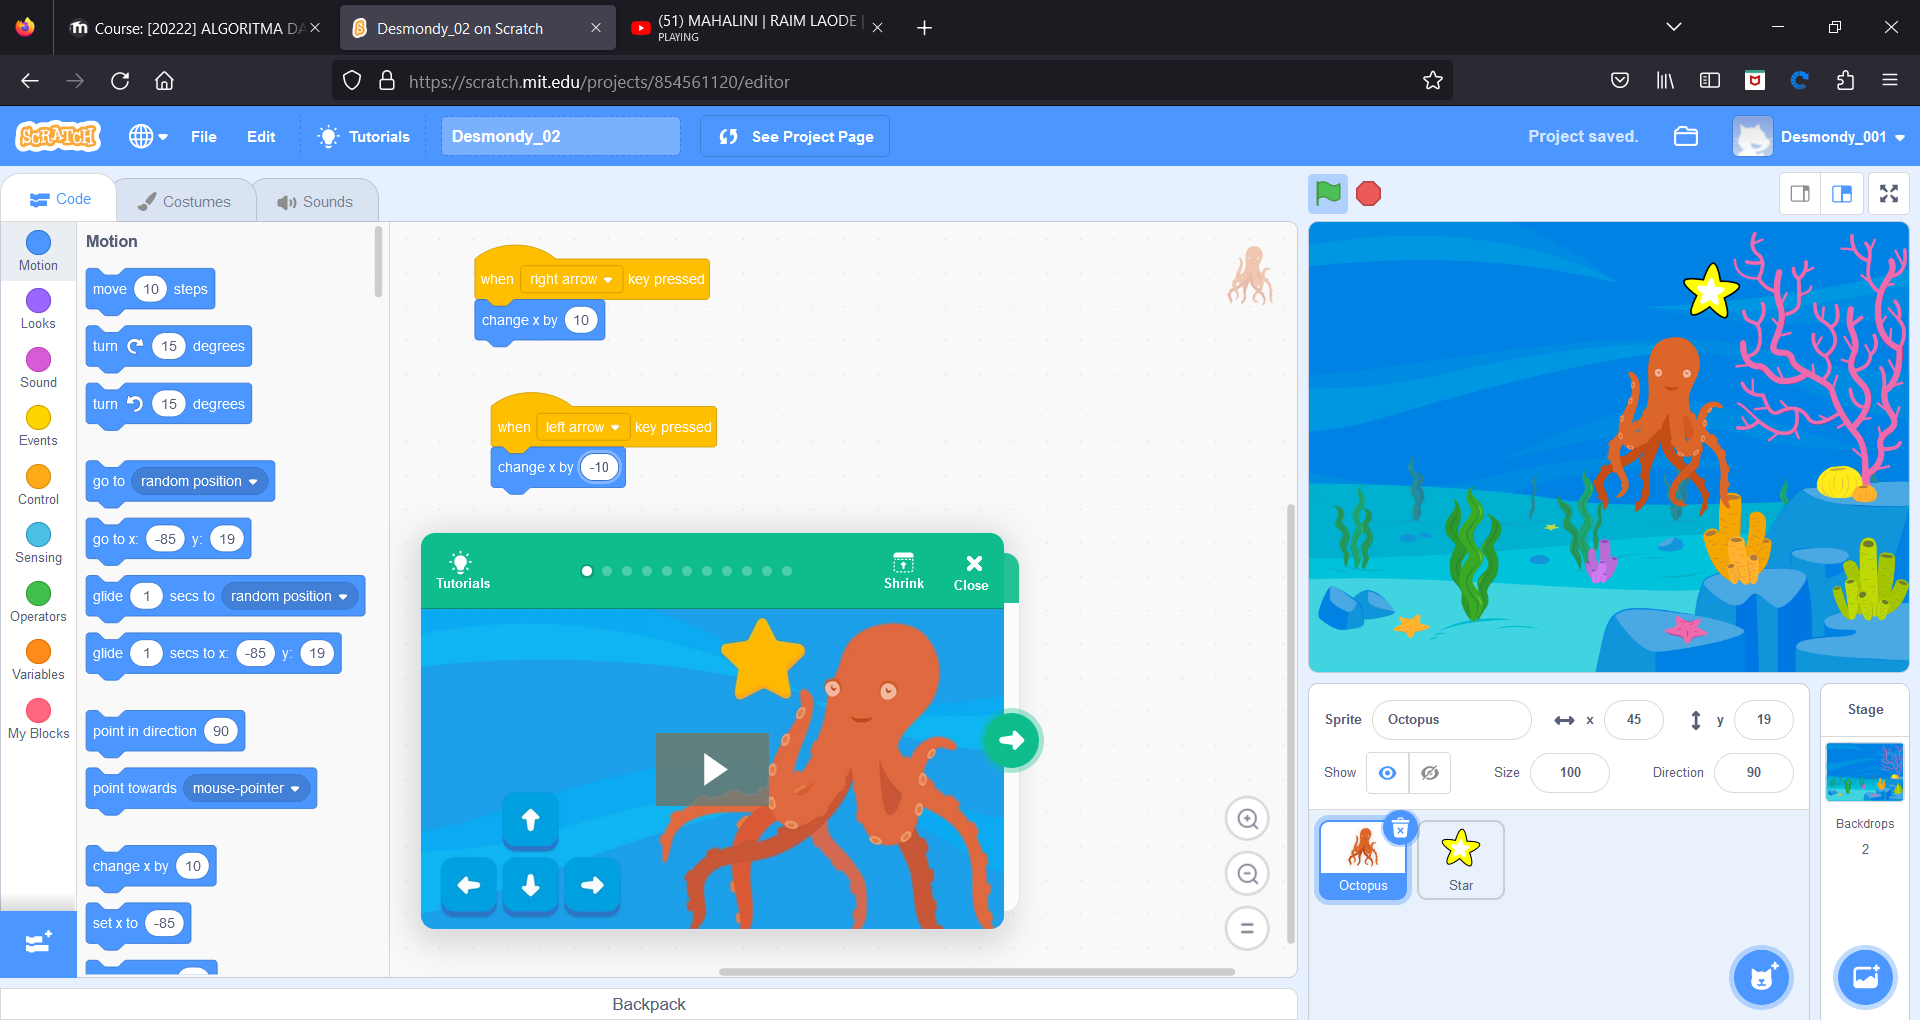 Course: [20222] ALGORITMA DA
Desmondy_02 on Scratch
(51) MAHALINI | RAIM LAODE |
PLAYING
https://scratch.mit.edu/projects/854561120/editor
SCRATCH
File
Edit
Tutorials
Desmondy_02
See Project Page
Project saved.
Desmondy_001
Code
Costumes
Sounds
Motion
Looks
Sound
Events
Control
Sensing
Operators
Variables
My Blocks
Motion
move 10 steps
turn 15 degrees
turn 15 degrees
go to random position
go to x: -85 y: 19
glide 1 secs to random position
glide 1 secs to x: -85 y: 19
point in direction 90
point towards mouse-pointer
change x by 10
set x to -85
when right arrow key pressed
change x by 10
when left arrow key pressed
change x by -10
Tutorials
Shrink
Close
Sprite Octopus x 45 y 19
Show Size 100 Direction 90
Octopus
Star
Stage
Backdrops
2
Backpack